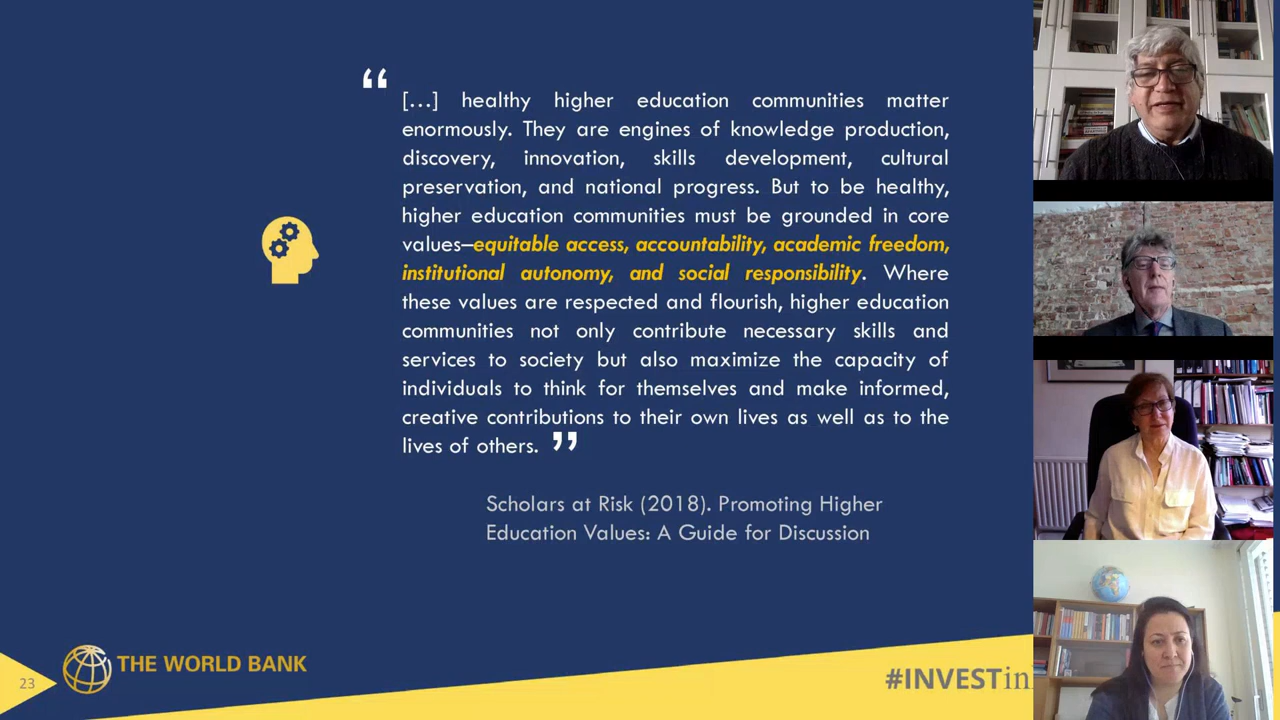 “ […] healthy higher education communities matter
enormously. They are engines of knowledge production,
discovery, innovation, skills development, cultural
preservation, and national progress. But to be healthy,
higher education communities must be grounded in core
values–equitable access, accountability, academic freedom,
institutional autonomy, and social responsibility. Where
these values are respected and flourish, higher education
communities not only contribute necessary skills and
services to society but also maximize the capacity of
individuals to think for themselves and make informed,
creative contributions to their own lives as well as to the
lives of others. ”
Scholars at Risk (2018). Promoting Higher
Education Values: A Guide for Discussion
23
THE WORLD BANK
#INVESTin